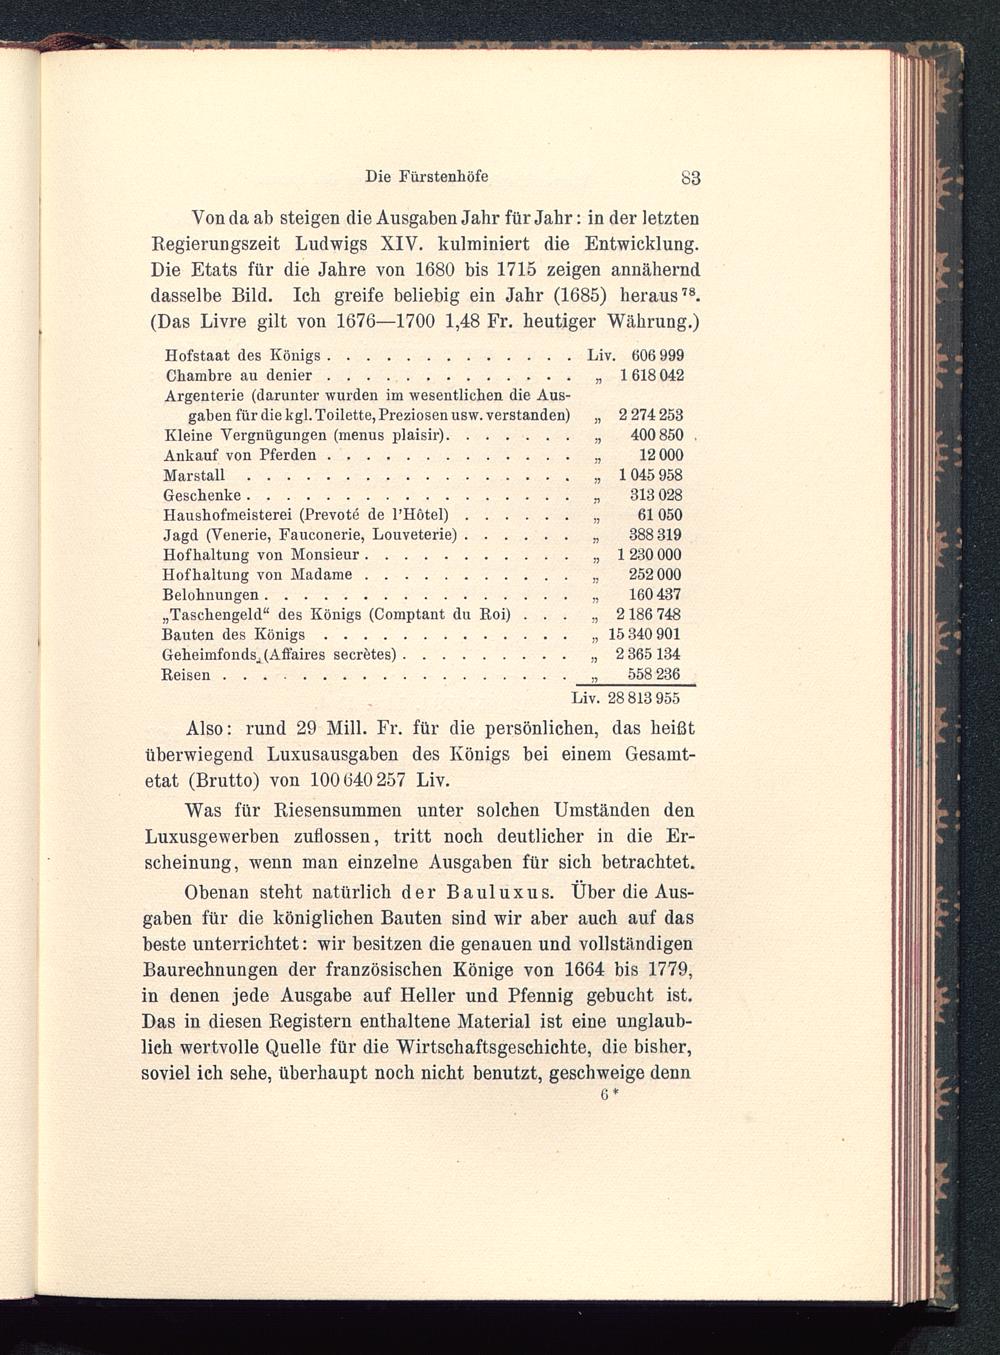 Die Fürstenhöfe 83
Von da ab steigen die Ausgaben Jahr für Jahr: in der letzten
Regierungszeit Ludwigs XIV. kulminiert die Entwicklung.
Die Etats für die Jahre von 1680 bis 1715 zeigen annähernd
dasselbe Bild. Ich greife beliebig ein Jahr (1685) heraus⁷⁸.
(Das Livre gilt von 1676—1700 1,48 Fr. heutiger Währung.)
Hofstaat des Königs . . . . . . . . . . . . . Liv. 606 999
Chambre au denier . . . . . . . . . . . . . „ 1 618 042
Argenterie (darunter wurden im wesentlichen die Aus-
gaben für die kgl. Toilette, Preziosen usw. verstanden) „ 2 274 253
Kleine Vergnügungen (menus plaisir). . . . . . . „ 400 850
Ankauf von Pferden . . . . . . . . . . . . . „ 12 000
Marstall . . . . . . . . . . . . . . . . . „ 1 045 958
Geschenke . . . . . . . . . . . . . . . . . „ 313 028
Haushofmeisterei (Prevoté de l'Hôtel) . . . . . . „ 61 050
Jagd (Venerie, Fauconerie, Louveterie) . . . . . . „ 388 319
Hofhaltung von Monsieur . . . . . . . . . . . „ 1 230 000
Hofhaltung von Madame . . . . . . . . . . . „ 252 000
Belohnungen . . . . . . . . . . . . . . . . „ 160 437
„Taschengeld“ des Königs (Comptant du Roi) . . . „ 2 186 748
Bauten des Königs . . . . . . . . . . . . . „ 15 340 901
Geheimfonds (Affaires secrètes) . . . . . . . . . „ 2 365 134
Reisen . . . . . . . . . . . . . . . . . . „ 558 236
Liv. 28 813 955
Also: rund 29 Mill. Fr. für die persönlichen, das heißt
überwiegend Luxusausgaben des Königs bei einem Gesamt-
etat (Brutto) von 100 640 257 Liv.
Was für Riesensummen unter solchen Umständen den
Luxusgewerben zuflossen, tritt noch deutlicher in die Er-
scheinung, wenn man einzelne Ausgaben für sich betrachtet.
Obenan steht natürlich der Bauluxus. Über die Aus-
gaben für die königlichen Bauten sind wir aber auch auf das
beste unterrichtet: wir besitzen die genauen und vollständigen
Baurechnungen der französischen Könige von 1664 bis 1779,
in denen jede Ausgabe auf Heller und Pfennig gebucht ist.
Das in diesen Registern enthaltene Material ist eine unglaub-
lich wertvolle Quelle für die Wirtschaftsgeschichte, die bisher,
soviel ich sehe, überhaupt noch nicht benutzt, geschweige denn
6*